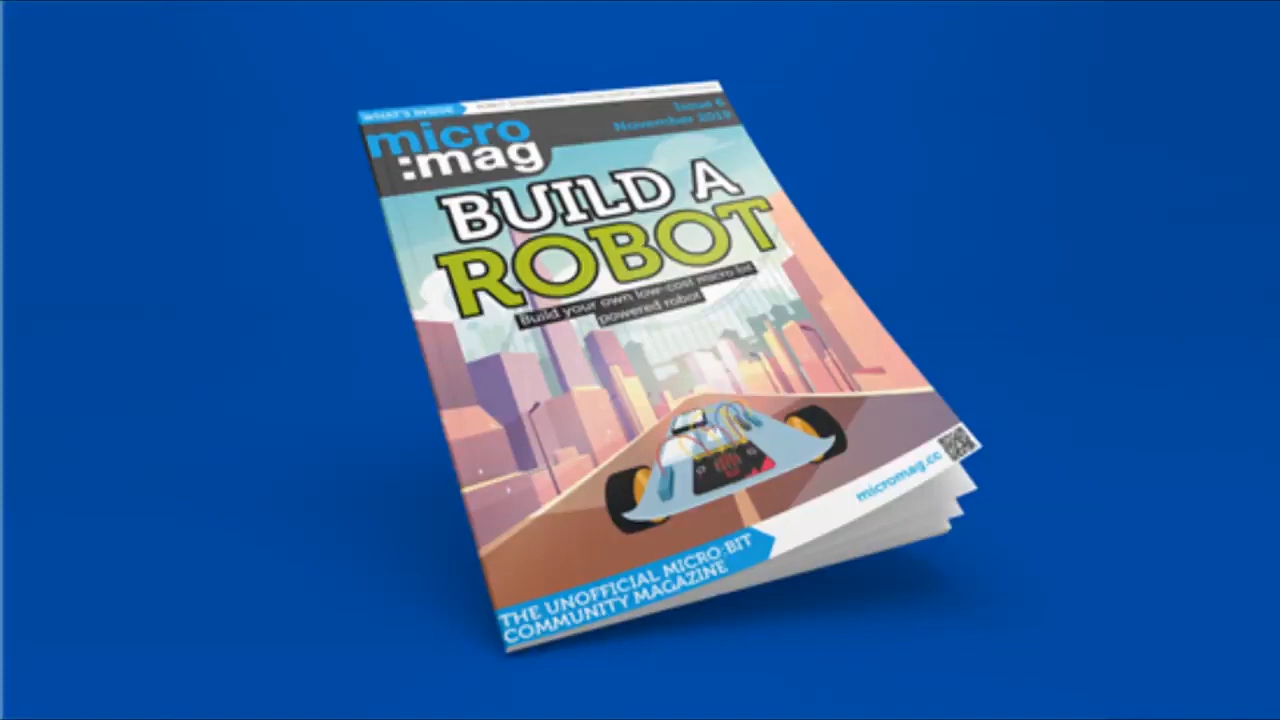 WHAT'S INSIDE
Issue 6
November 2019
micro
:mag
BUILD A
ROBOT
Build your own low-cost micro:bit
powered robot
micromag.cc
THE UNOFFICIAL MICRO:BIT
COMMUNITY MAGAZINE